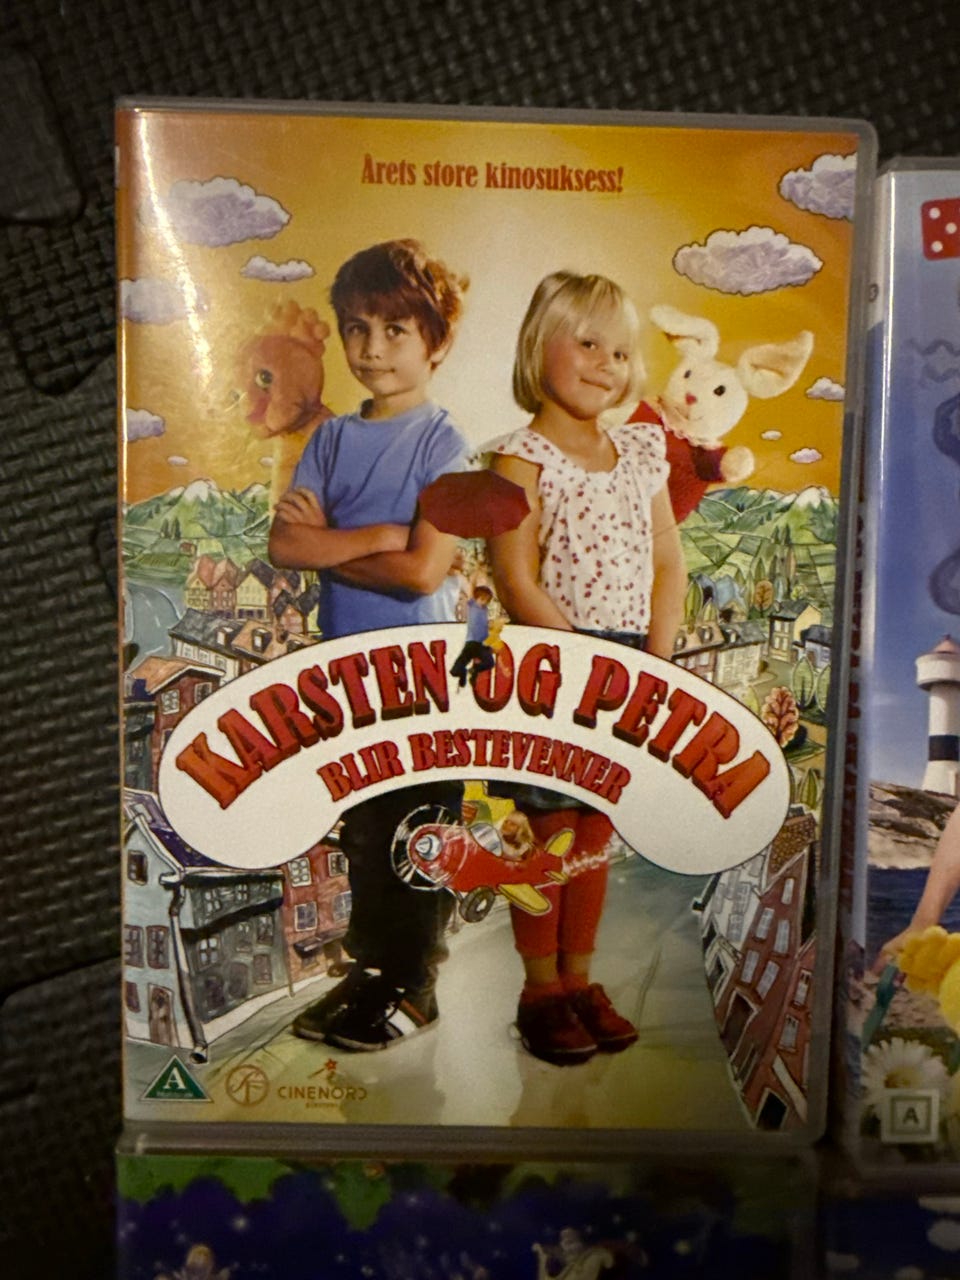 Årets store kinosuksess!
KARSTEN OG PETRA
BLIR BESTEVENNER
A
CINENORD
A